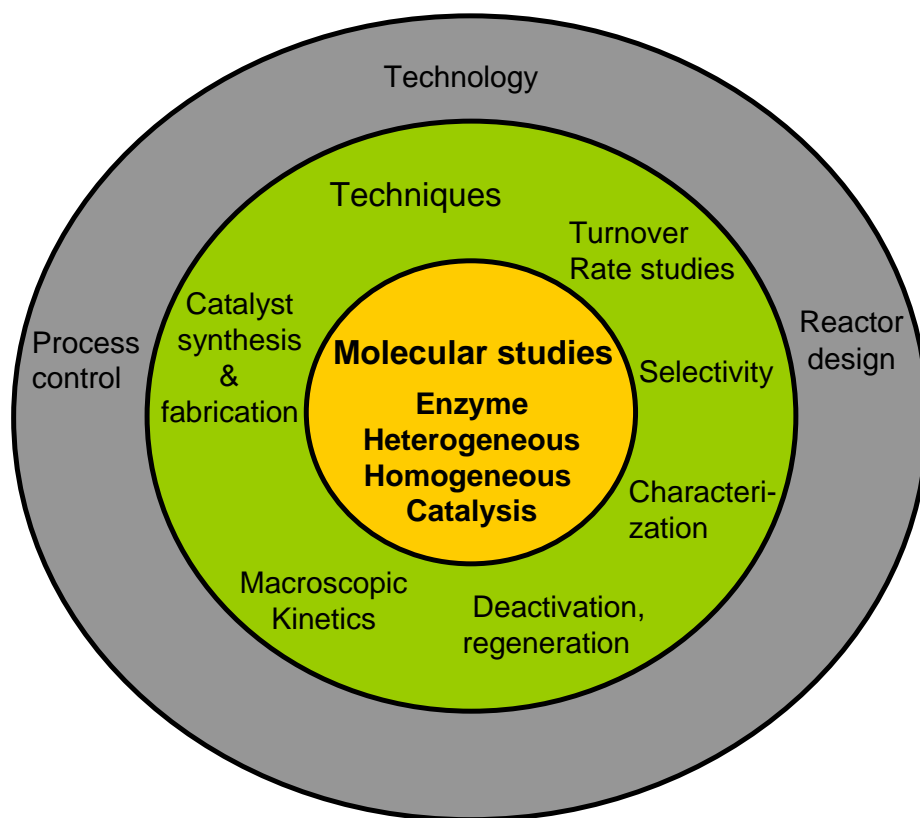 Technology
Techniques
Turnover
Rate studies
Catalyst
synthesis
&
fabrication
Process
control
Reactor
design
Molecular studies
Enzyme
Heterogeneous
Homogeneous
Catalysis
Selectivity
Characteri-
zation
Macroscopic
Kinetics
Deactivation,
regeneration